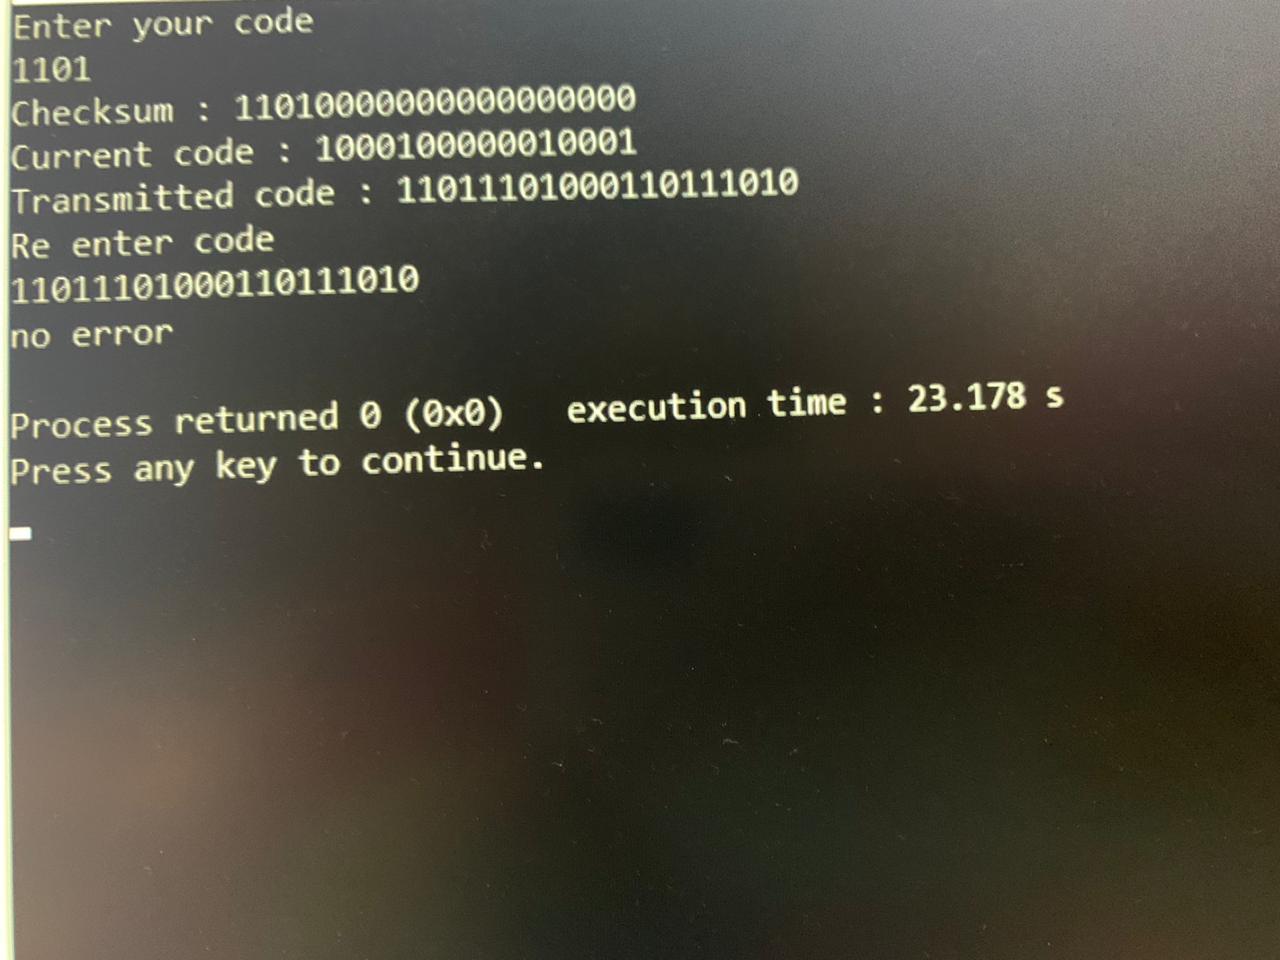 Enter your code
1101
Checksum : 11010000000000000000
Current code : 1000100000010001
Transmitted code : 11011101000110111010
Re enter code
11011101000110111010
no error
Process returned 0 (0x0)   execution time : 23.178 s
Press any key to continue.